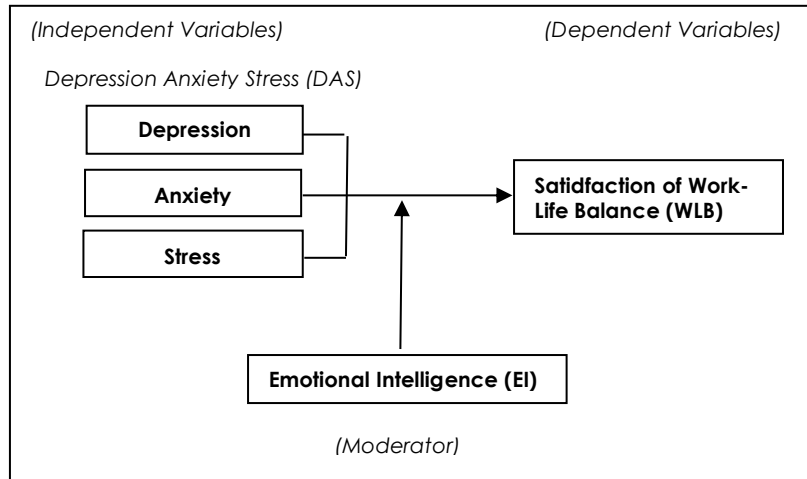 (Independent Variables)
(Dependent Variables)
Depression Anxiety Stress (DAS)
Depression
Anxiety
Stress
Satidfaction of Work-
Life Balance (WLB)
Emotional Intelligence (EI)
(Moderator)